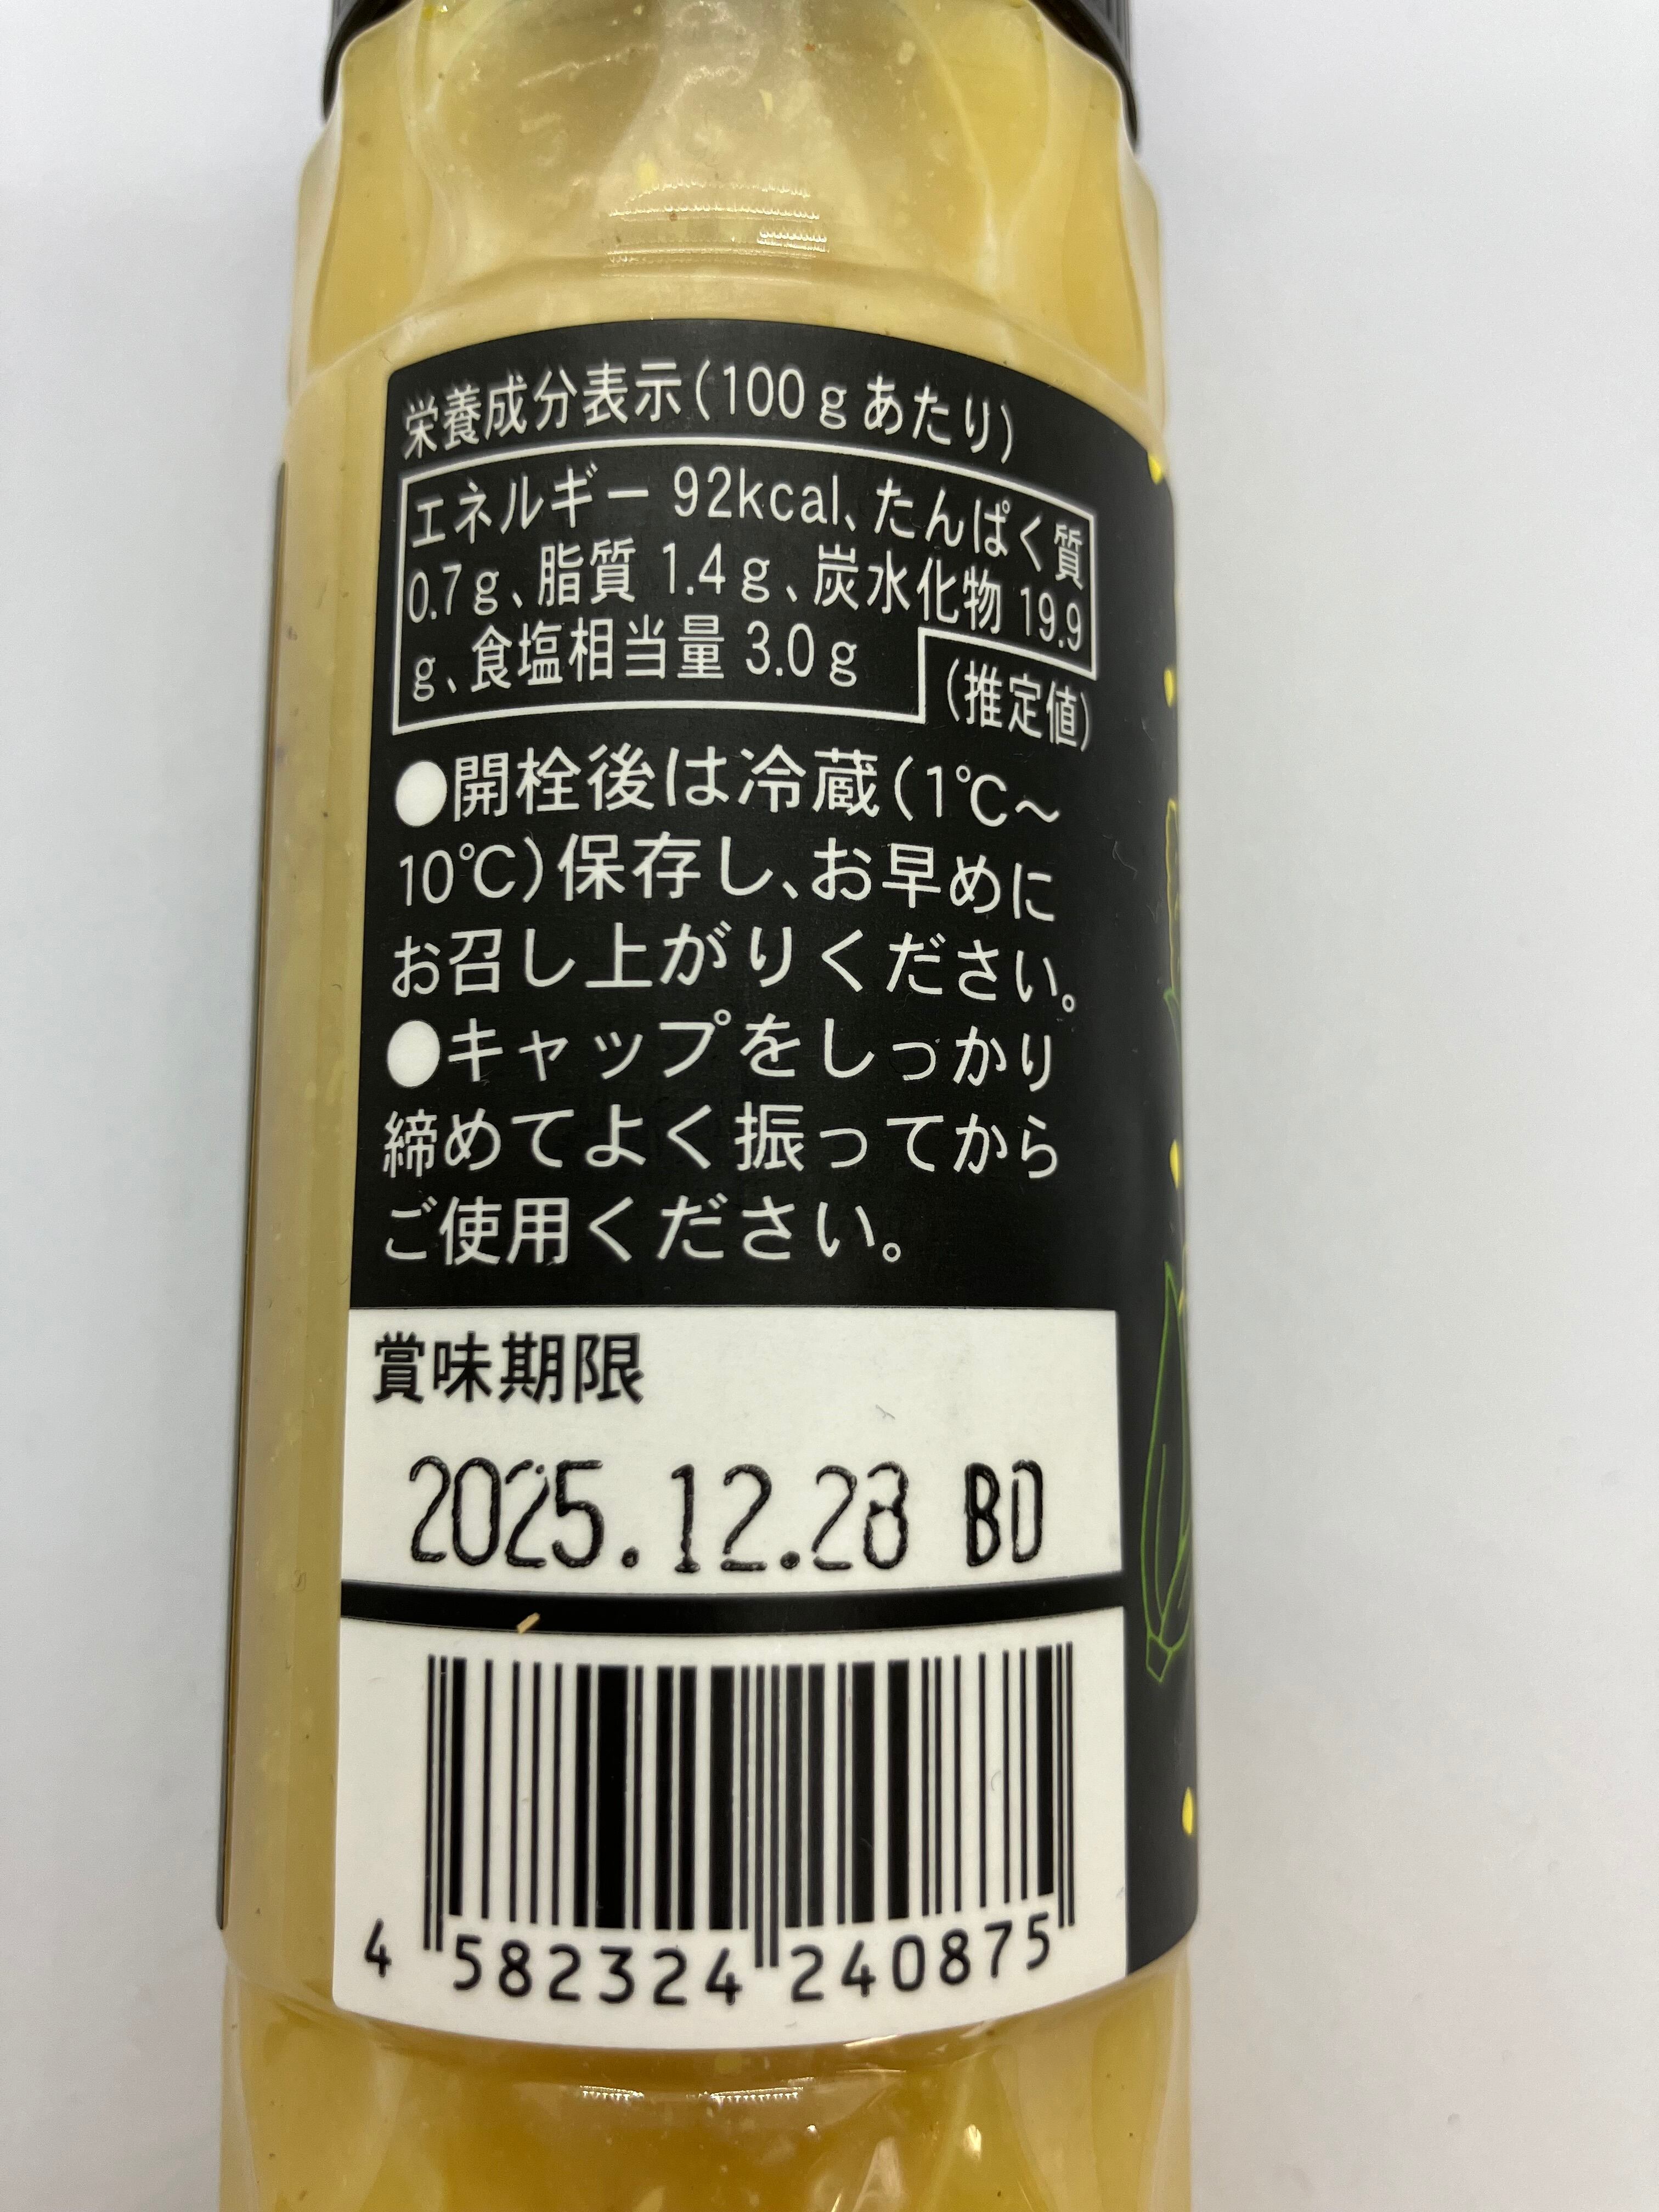 栄養成分表示(100gあたり)
エネルギー 92kcal、たんぱく質
0.7g、脂質 1.4g、炭水化物 19.9
g、食塩相当量 3.0g
(推定値)
●開栓後は冷蔵(1℃～
10℃)保存し、お早めに
お召し上がりください。
●キャップをしっかり
締めてよく振ってから
ご使用ください。
賞味期限
2025.12.28 BD
4 582324 240875